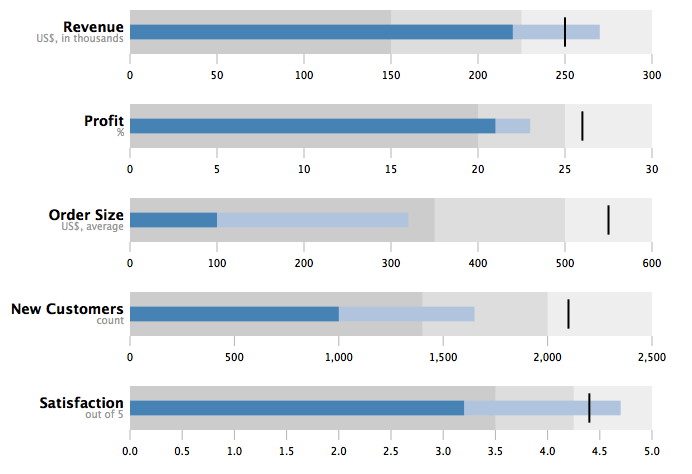 Revenue
US$, in thousands
0 50 100 150 200 250 300
Profit
%
0 5 10 15 20 25 30
Order Size
US$, average
0 100 200 300 400 500 600
New Customers
count
0 500 1,000 1,500 2,000 2,500
Satisfaction
out of 5
0.0 0.5 1.0 1.5 2.0 2.5 3.0 3.5 4.0 4.5 5.0